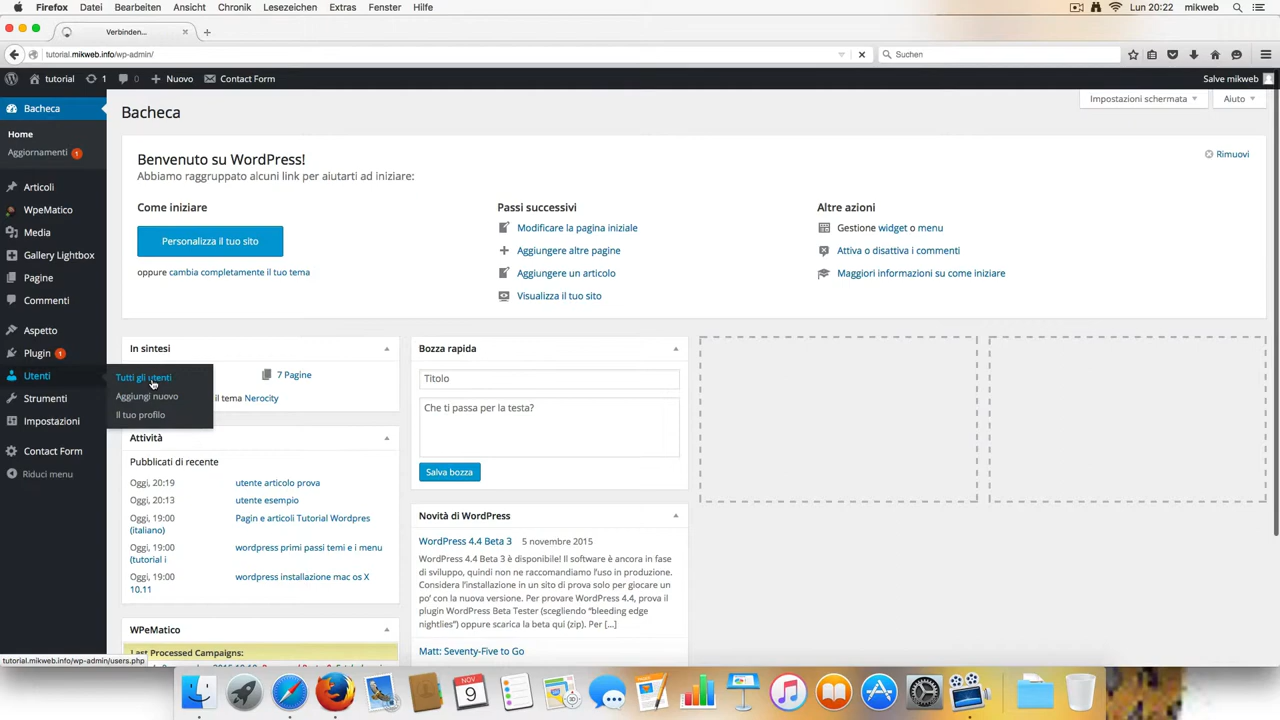 Firefox Datei Bearbeiten Ansicht Chronik Lesezeichen Extras Fenster Hilfe Lun 20:22 mikweb
Verbinden...
tutorial.mikweb.info/wp-admin/ Suchen
tutorial 1 0 Nuovo Contact Form Salve mikweb
Bacheca
Home
Aggiornamenti 1
Articoli
WpeMatico
Media
Gallery Lightbox
Pagine
Commenti
Aspetto
Plugin 1
Utenti
Strumenti
Impostazioni
Contact Form
Riduci menu
Tutti gli utenti
Aggiungi nuovo
Il tuo profilo
Impostazioni schermata Aiuto
Bacheca
Benvenuto su WordPress! Rimuovi
Abbiamo raggruppato alcuni link per aiutarti ad iniziare:
Come iniziare
Personalizza il tuo sito
oppure cambia completamente il tuo tema
Passi successivi
Modificare la pagina iniziale
Aggiungere altre pagine
Aggiungere un articolo
Visualizza il tuo sito
Altre azioni
Gestione widget o menu
Attiva o disattiva i commenti
Maggiori informazioni su come iniziare
In sintesi
7 Pagine
il tema Nerocity
Attività
Pubblicati di recente
Oggi, 20:19 utente articolo prova
Oggi, 20:13 utente esempio
Oggi, 19:00 Pagin e articoli Tutorial Wordpres
(italiano)
Oggi, 19:00 wordpress primi passi temi e i menu
(tutorial i
Oggi, 19:00 wordpress installazione mac os X
10.11
WPeMatico
Last Processed Campaigns:
Bozza rapida
Titolo
Che ti passa per la testa?
Salva bozza
Novità di WordPress
WordPress 4.4 Beta 3 5 novembre 2015
WordPress 4.4 Beta 3 è disponibile! Il software è ancora in fase
di sviluppo, quindi non ne raccomandiamo l'uso in produzione.
Considera l'installazione in un sito di prova solo per giocare un
po' con la nuova versione. Per provare WordPress 4.4, prova il
plugin WordPress Beta Tester (scegliendo "bleeding edge
nightlies") oppure scarica la beta qui (zip). Per [...]
Matt: Seventy-Five to Go
tutorial.mikweb.info/wp-admin/users.php
NOV
9